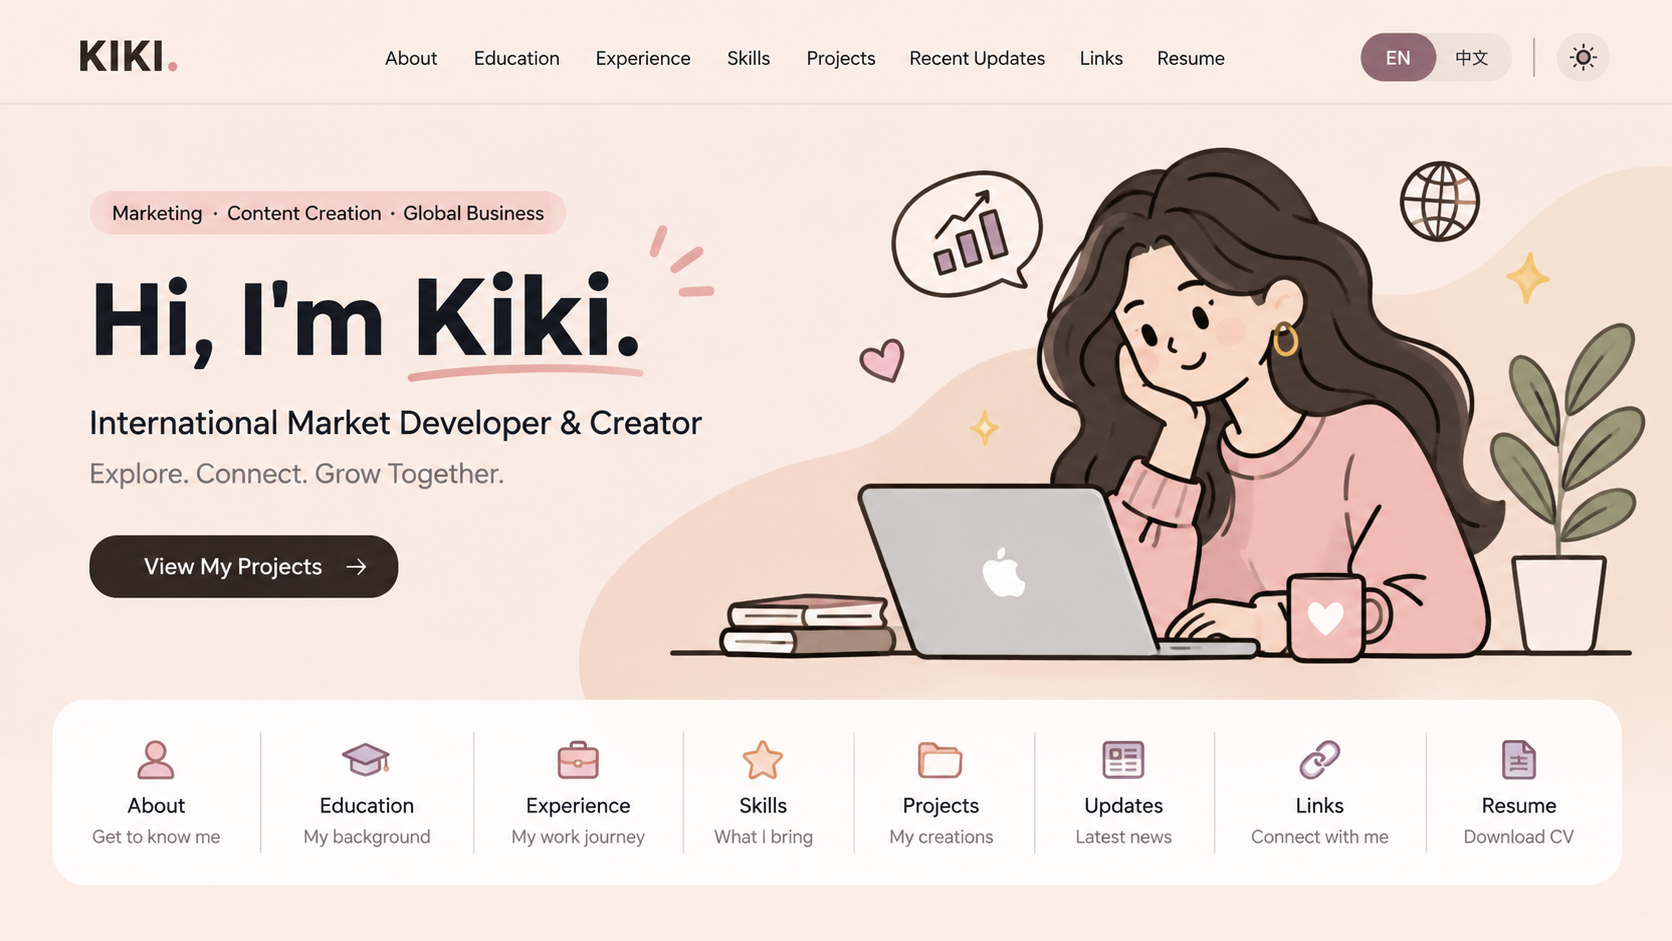 KIKI.
About Education Experience Skills Projects Recent Updates Links Resume
EN 中文
Marketing · Content Creation · Global Business
Hi, I'm Kiki.
International Market Developer & Creator
Explore. Connect. Grow Together.
View My Projects →
About
Get to know me
Education
My background
Experience
My work journey
Skills
What I bring
Projects
My creations
Updates
Latest news
Links
Connect with me
Resume
Download CV